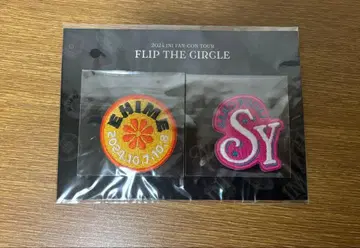 2024 INI FAN-CON TOUR
FLIP THE CIRCLE
EHIME
2024.10.7-10.8
SY